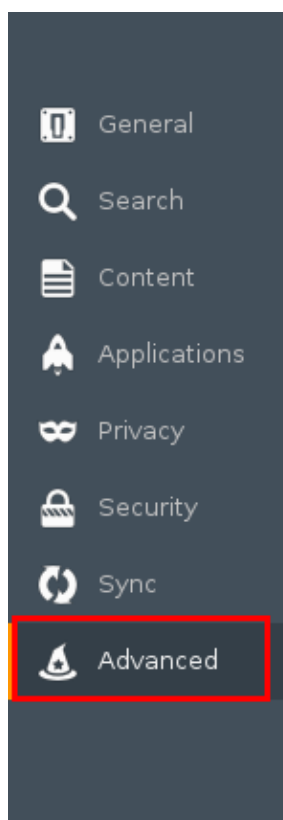 General
Search
Content
Applications
Privacy
Security
Sync
Advanced